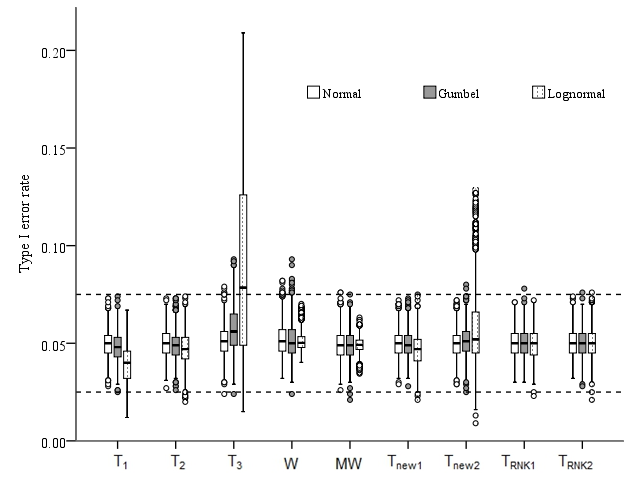 0.20
Normal Gumbel Lognormal
0.15
Type I error rate
0.10
0.05
0.00
T1 T2 T3 W MW Tnew1 Tnew2 TRNK1 TRNK2